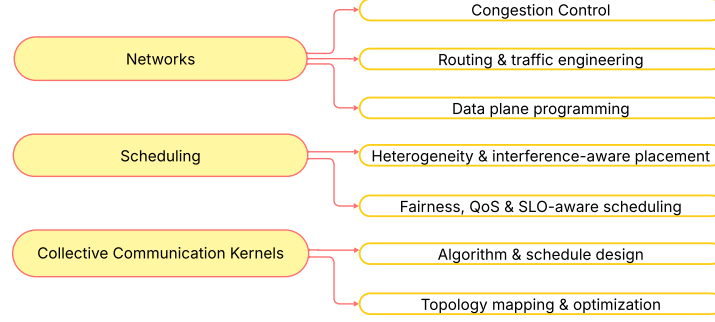 Networks
Congestion Control
Routing & traffic engineering
Data plane programming
Scheduling
Heterogeneity & interference-aware placement
Fairness, QoS & SLO-aware scheduling
Collective Communication Kernels
Algorithm & schedule design
Topology mapping & optimization